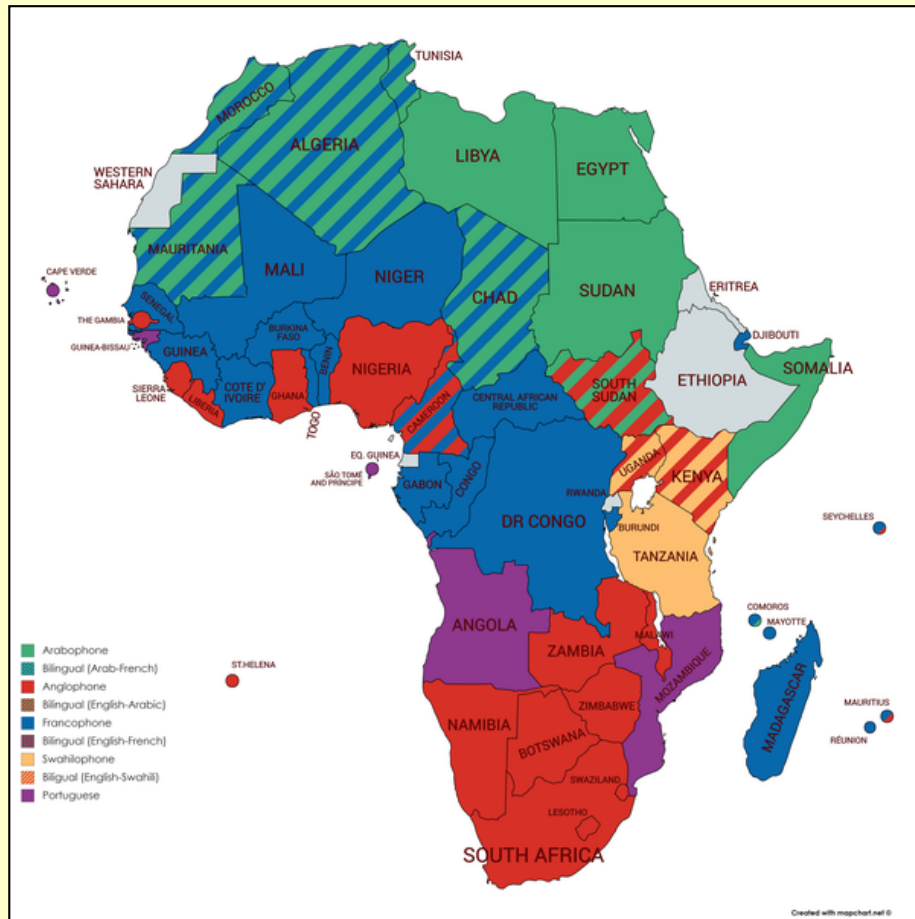 TUNISIA
MOROCCO
ALGERIA
LIBYA
EGYPT
WESTERN
SAHARA
MAURITANIA
MALI
NIGER
CHAD
SUDAN
ERITREA
CAPE VERDE
SENEGAL
THE GAMBIA
GUINEA-BISSAU
GUINEA
BURKINA
FASO
BENIN
NIGERIA
DJIBOUTI
SOMALIA
ETHIOPIA
SOUTH
SUDAN
SIERRA
LEONE
LIBERIA
COTE D'
IVOIRE
GHANA
TOGO
CAMEROON
CENTRAL AFRICAN
REPUBLIC
EQ. GUINEA
SÃO TOMÉ
AND PRÍNCIPE
GABON
CONGO
DR CONGO
UGANDA
KENYA
RWANDA
BURUNDI
TANZANIA
SEYCHELLES
COMOROS
MAYOTTE
ANGOLA
ZAMBIA
MALAWI
MOZAMBIQUE
ST.HELENA
ZIMBABWE
NAMIBIA
BOTSWANA
MADAGASCAR
MAURITIUS
RÉUNION
SWAZILAND
LESOTHO
SOUTH AFRICA
Arabophone
Bilingual (Arab-French)
Anglophone
Bilingual (English-Arabic)
Francophone
Bilingual (English-French)
Swahilophone
Biligual (English-Swahili)
Portuguese
Created with mapchart.net ©